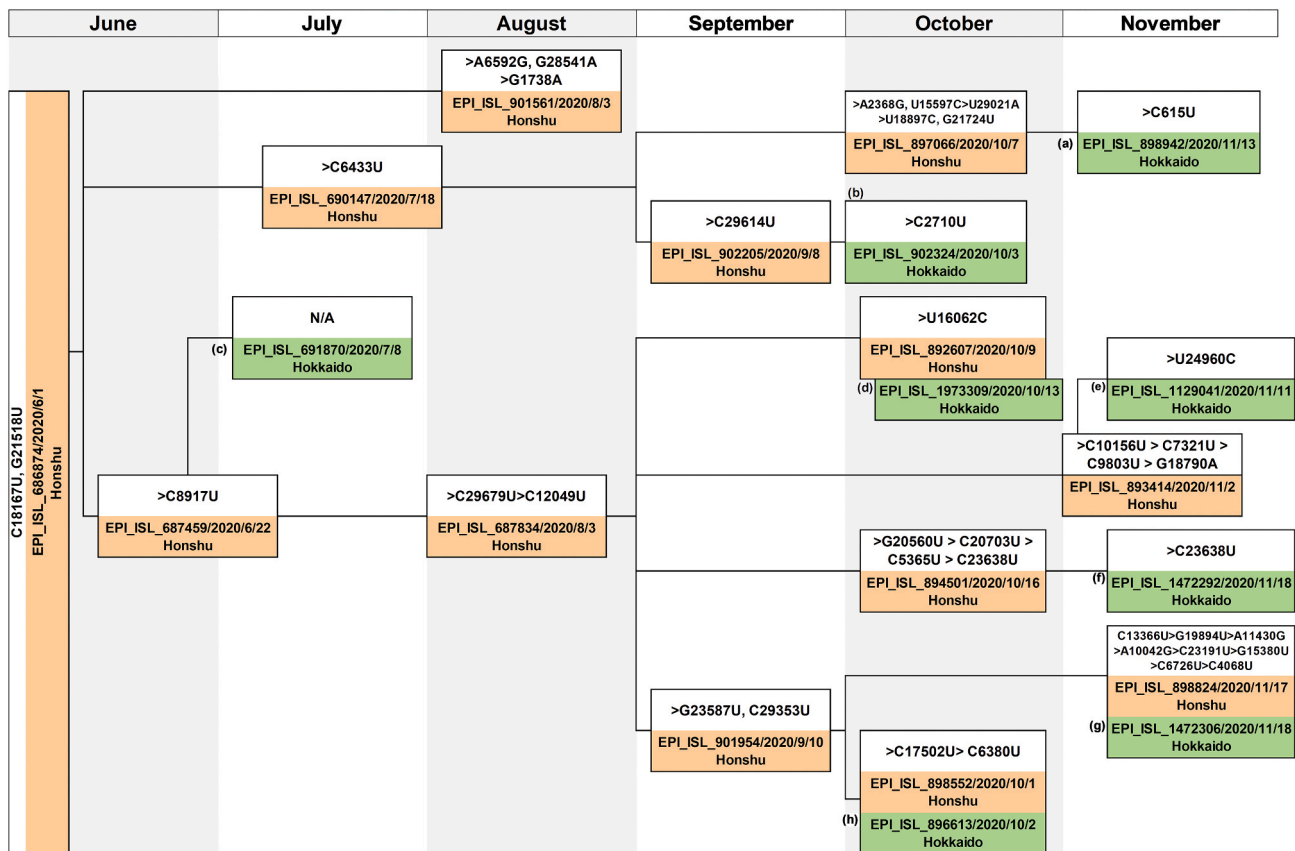 June
July
August
September
October
November
C18167U, G21518U
EPI_ISL_686874/2020/6/1
Honshu
>A6592G, G28541A
>G1738A
EPI_ISL_901561/2020/8/3
Honshu
>A2368G, U15597C>U29021A
>U18897C, G21724U
EPI_ISL_897066/2020/10/7
Honshu
(a)
>C615U
EPI_ISL_898942/2020/11/13
Hokkaido
>C6433U
EPI_ISL_690147/2020/7/18
Honshu
>C29614U
EPI_ISL_902205/2020/9/8
Honshu
(b)
>C2710U
EPI_ISL_902324/2020/10/3
Hokkaido
N/A
(c)
EPI_ISL_691870/2020/7/8
Hokkaido
>U16062C
EPI_ISL_892607/2020/10/9
Honshu
(d)
EPI_ISL_1973309/2020/10/13
Hokkaido
>U24960C
(e)
EPI_ISL_1129041/2020/11/11
Hokkaido
>C10156U > C7321U >
C9803U > G18790A
EPI_ISL_893414/2020/11/2
Honshu
>C8917U
EPI_ISL_687459/2020/6/22
Honshu
>C29679U>C12049U
EPI_ISL_687834/2020/8/3
Honshu
>G20560U > C20703U >
C5365U > C23638U
EPI_ISL_894501/2020/10/16
Honshu
>C23638U
(f)
EPI_ISL_1472292/2020/11/18
Hokkaido
C13366U>G19894U>A11430G
>A10042G>C23191U>G15380U
>C6726U>C4068U
EPI_ISL_898824/2020/11/17
Honshu
(g)
EPI_ISL_1472306/2020/11/18
Hokkaido
>G23587U, C29353U
EPI_ISL_901954/2020/9/10
Honshu
>C17502U> C6380U
EPI_ISL_898552/2020/10/1
Honshu
(h)
EPI_ISL_896613/2020/10/2
Hokkaido